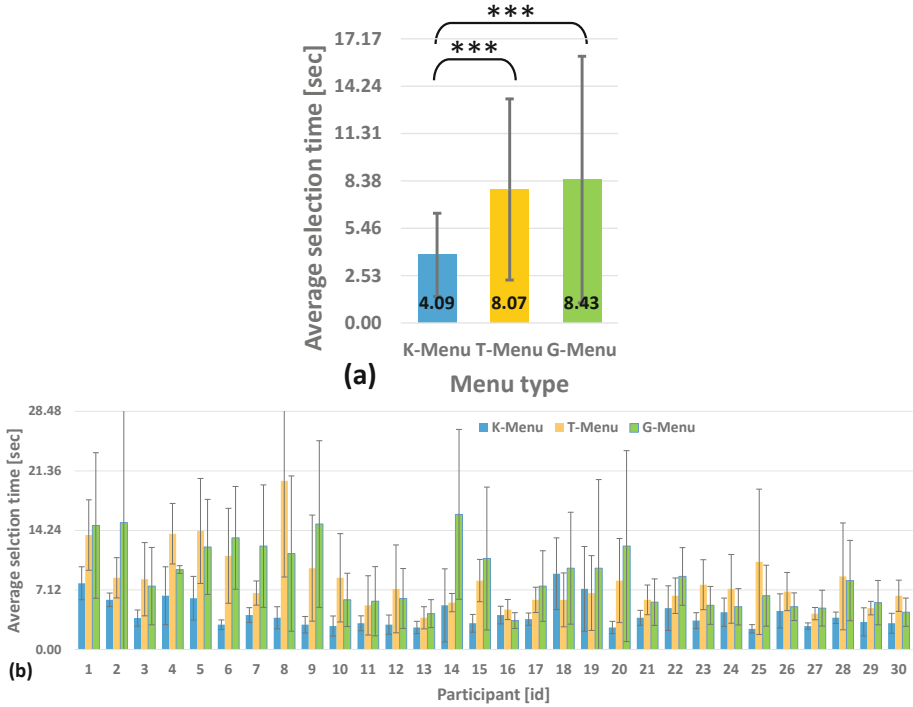 ***
***
17.17
14.24
11.31
8.38
5.46
2.53
0.00
Average selection time [sec]
4.09 8.07 8.43
K-Menu T-Menu G-Menu
(a) Menu type
28.48
21.36
14.24
7.12
0.00
Average selction time [sec]
K-Menu T-Menu G-Menu
(b)
1 2 3 4 5 6 7 8 9 10 11 12 13 14 15 16 17 18 19 20 21 22 23 24 25 26 27 28 29 30
Participant [id]